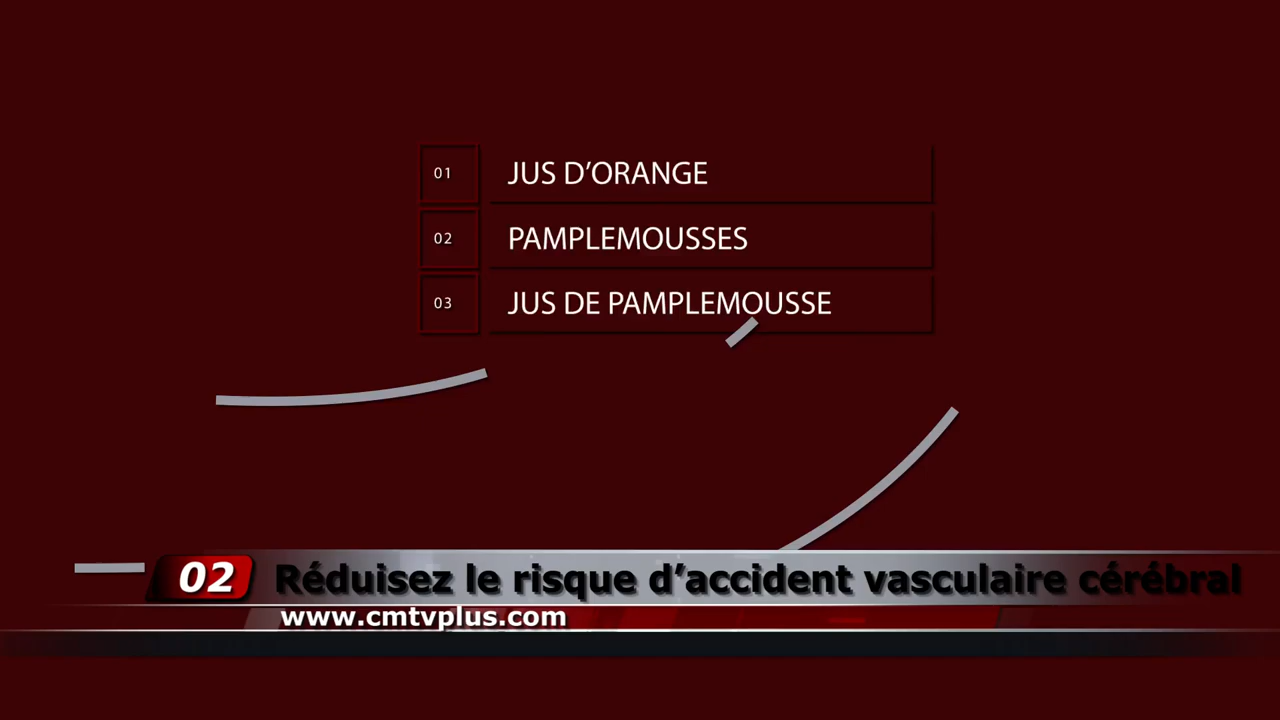 01 JUS D’ORANGE
02 PAMPLEMOUSSES
03 JUS DE PAMPLEMOUSSE
02 Réduisez le risque d’accident vasculaire cérébral
www.cmtvplus.com